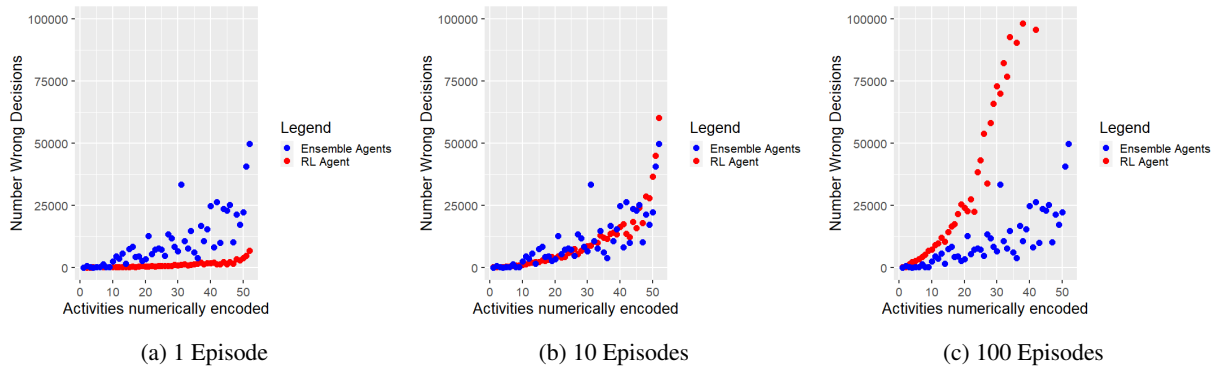 100000
75000
50000
25000
0
Number Wrong Decisions
0 10 20 30 40 50
Activities numerically encoded
Legend
Ensemble Agents
RL Agent
(a) 1 Episode
100000
75000
50000
25000
0
Number Wrong Decisions
0 10 20 30 40 50
Activities numerically encoded
Legend
Ensemble Agents
RL Agent
(b) 10 Episodes
100000
75000
50000
25000
0
Number Wrong Decisions
0 10 20 30 40 50
Activities numerically encoded
Legend
Ensemble Agents
RL Agent
(c) 100 Episodes